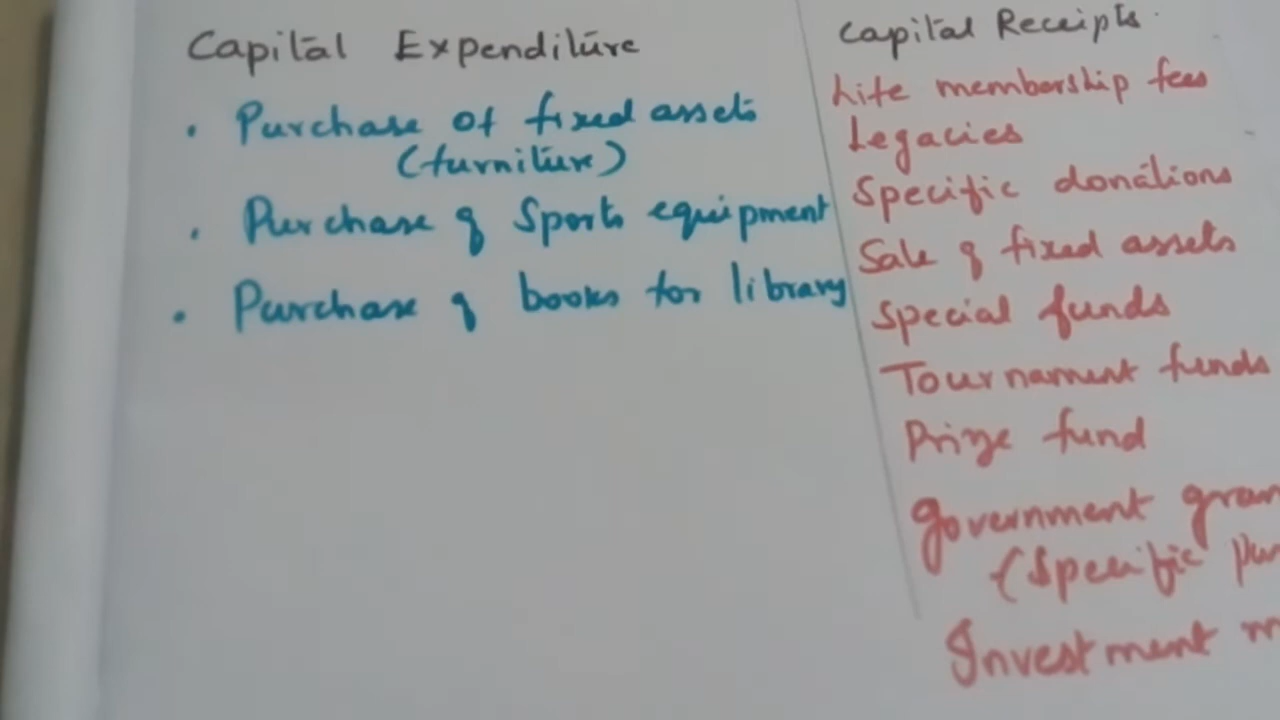 Capital Expenditure
• Purchase of fixed assets
(furniture)
• Purchase of Sports equipment
• Purchase of books for library
Capital Receipts
Life membership fees
Legacies
Specific donations
Sale of fixed assets
Special funds
Tournament funds
Prize fund
Government
(Specific
Investment